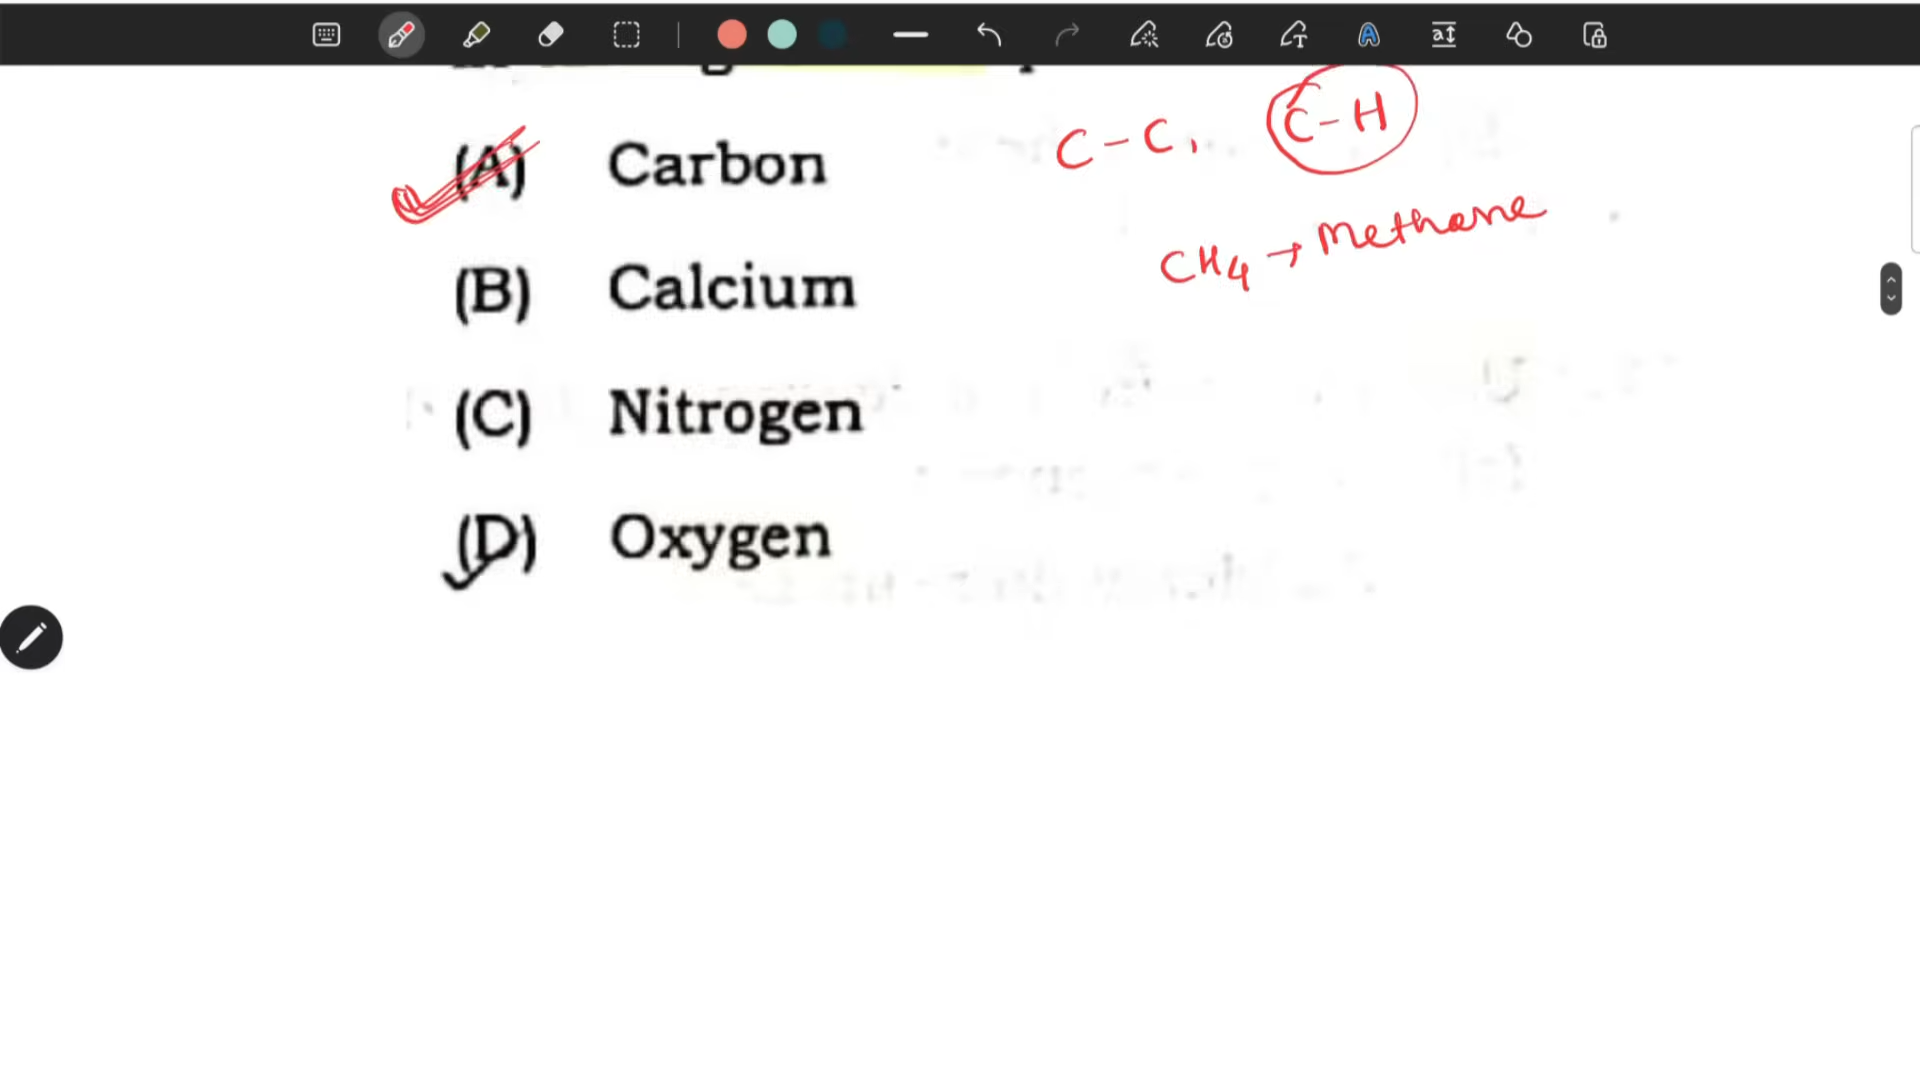 (A) Carbon C-C, C-H
CH4 → Methane
(B) Calcium
(C) Nitrogen
(D) Oxygen